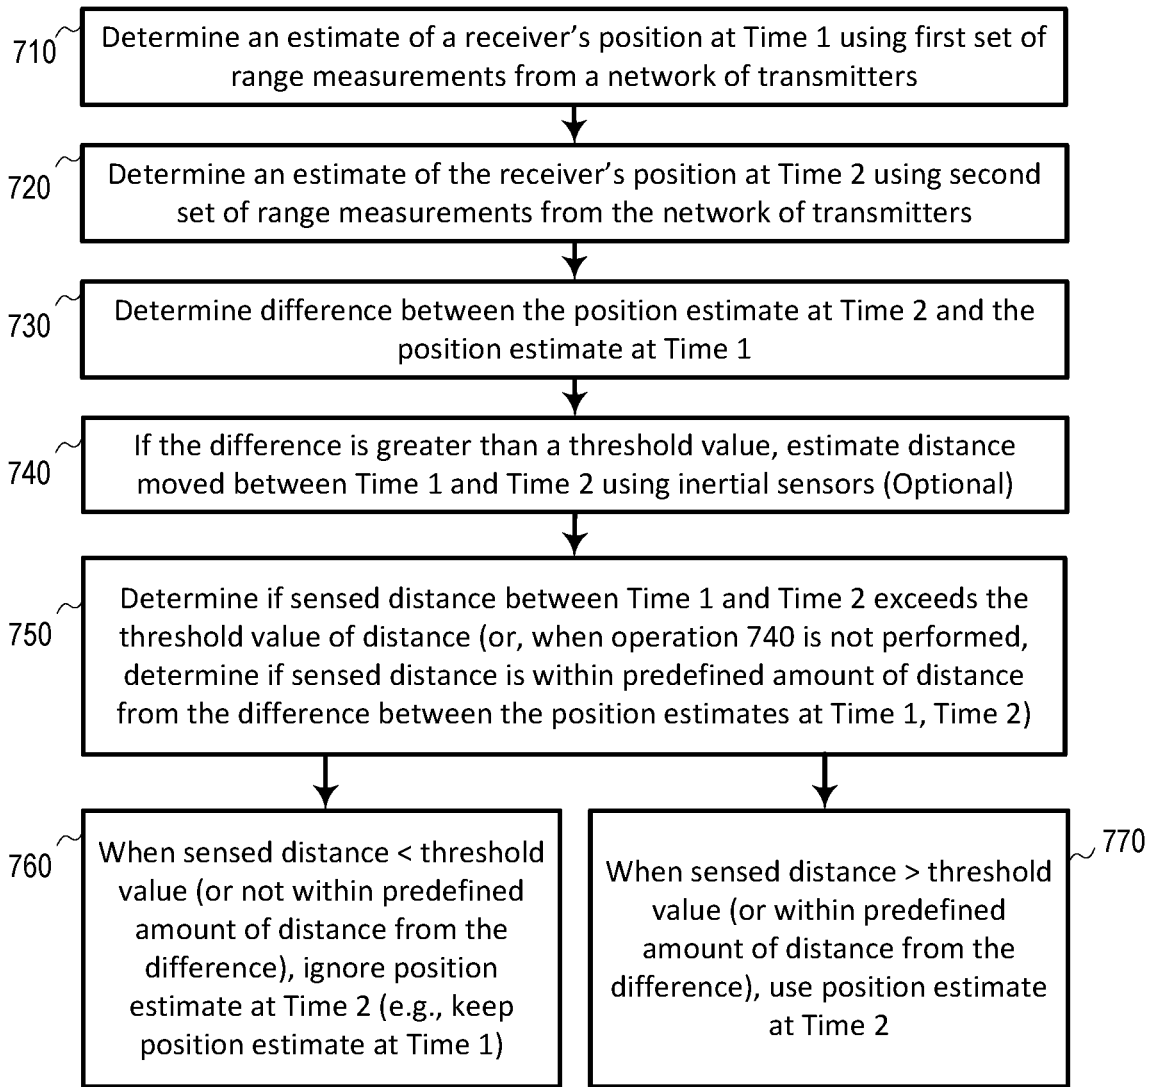 710
Determine an estimate of a receiver’s position at Time 1 using first set of
range measurements from a network of transmitters
720
Determine an estimate of the receiver’s position at Time 2 using second
set of range measurements from the network of transmitters
730
Determine difference between the position estimate at Time 2 and the
position estimate at Time 1
740
If the difference is greater than a threshold value, estimate distance
moved between Time 1 and Time 2 using inertial sensors (Optional)
750
Determine if sensed distance between Time 1 and Time 2 exceeds the
threshold value of distance (or, when operation 740 is not performed,
determine if sensed distance is within predefined amount of distance
from the difference between the position estimates at Time 1, Time 2)
760
When sensed distance < threshold
value (or not within predefined
amount of distance from the
difference), ignore position
estimate at Time 2 (e.g., keep
position estimate at Time 1)
770
When sensed distance > threshold
value (or within predefined
amount of distance from the
difference), use position estimate
at Time 2